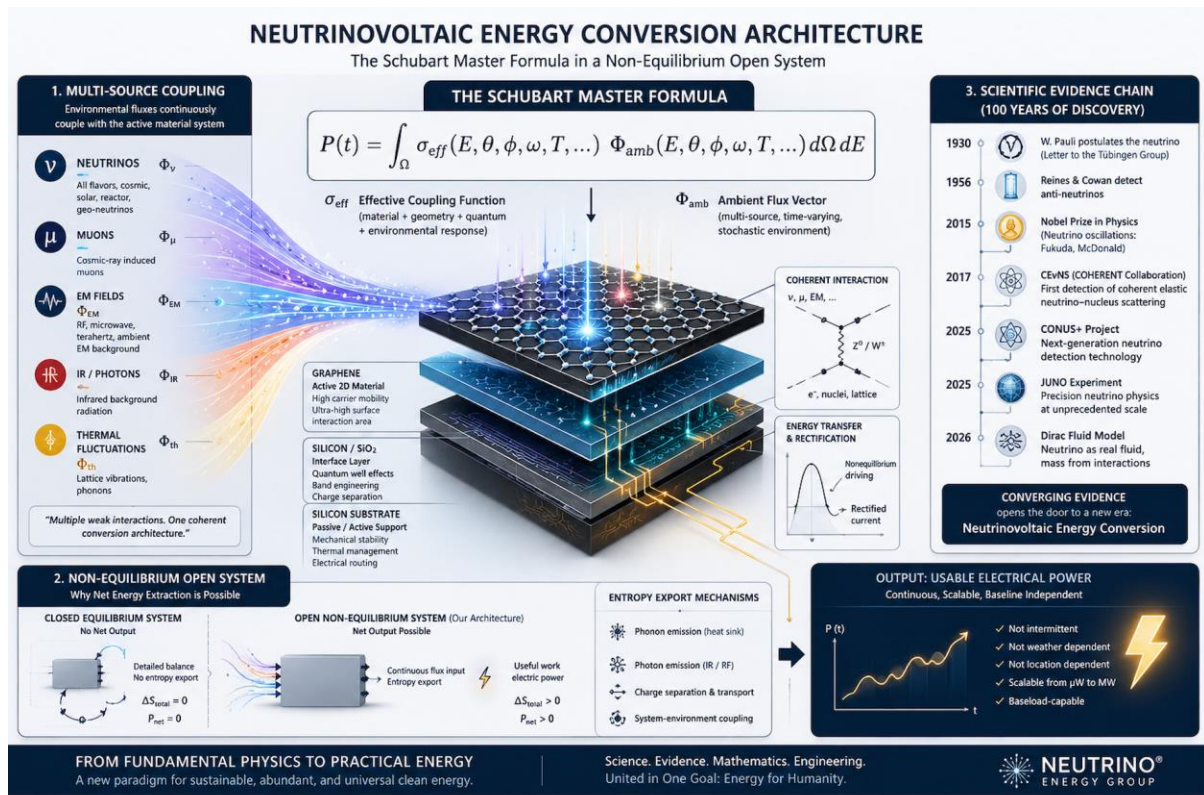 NEUTRINOVOLTAIC ENERGY CONVERSION ARCHITECTURE
The Schubart Master Formula in a Non-Equilibrium Open System
1. MULTI-SOURCE COUPLING
Environmental fluxes continuously
couple with the active material system
ν
NEUTRINOS
Φν
All flavors, cosmic,
solar, reactor,
geo-neutrinos
μ
MUONS
Φμ
Cosmic-ray induced
muons
EM FIELDS
ΦEM
ΦEM
RF, microwave,
terahertz, ambient
EM background
IR / PHOTONS
ΦIR
Infrared background
radiation
THERMAL
FLUCTUATIONS
Φth
Φth
Lattice vibrations,
phonons
"Multiple weak interactions. One coherent
conversion architecture."
THE SCHUBART MASTER FORMULA
P(t) = ∫Ω σeff(E, θ, ϕ, ω, T, ...) Φamb(E, θ, ϕ, ω, T, ...) dΩ dE
σeff Effective Coupling Function
(material + geometry + quantum
+ environmental response)
Φamb Ambient Flux Vector
(multi-source, time-varying,
stochastic environment)
GRAPHENE
Active 2D Material
High carrier mobility
Ultra-high surface
interaction area
SILICON / SiO₂
Interface Layer
Quantum well effects
Band engineering
Charge separation
SILICON SUBSTRATE
Passive / Active Support
Mechanical stability
Thermal management
Electrical routing
COHERENT INTERACTION
ν, μ, EM, ...
e⁻, nuclei, lattice
ENERGY TRANSFER
& RECTIFICATION
Nonequilibrium
driving
Rectified
current
3. SCIENTIFIC EVIDENCE CHAIN
(100 YEARS OF DISCOVERY)
1930
W. Pauli postulates the neutrino
(Letter to the Tübingen Group)
1956
Reines & Cowan detect
anti-neutrinos
2015
Nobel Prize in Physics
(Neutrino oscillations:
Fukuda, McDonald)
2017
CEvNS (COHERENT Collaboration)
First detection of coherent elastic
neutrino–nucleus scattering
2025
CONUS+ Project
Next-generation neutrino
detection technology
2025
JUNO Experiment
Precision neutrino physics
at unprecedented scale
2026
Dirac Fluid Model
Neutrino as real fluid,
mass from interactions
CONVERGING EVIDENCE
opens the door to a new era:
Neutrinovoltaic Energy Conversion
2. NON-EQUILIBRIUM OPEN SYSTEM
Why Net Energy Extraction is Possible
CLOSED EQUILIBRIUM SYSTEM
No Net Output
Detailed balance
No entropy export
ΔStotal = 0
Pnet = 0
OPEN NON-EQUILIBRIUM SYSTEM (Our Architecture)
Net Output Possible
Continuous flux input
Entropy export
Useful work
electric power
ΔStotal > 0
Pnet > 0
ENTROPY EXPORT MECHANISMS
Phonon emission (heat sink)
Photon emission (IR / RF)
Charge separation & transport
System-environment coupling
OUTPUT: USABLE ELECTRICAL POWER
Continuous, Scalable, Baseline Independent
P (t)
t
✓ Not intermittent
✓ Not weather dependent
✓ Not location dependent
✓ Scalable from μW to MW
✓ Baseload-capable
FROM FUNDAMENTAL PHYSICS TO PRACTICAL ENERGY
A new paradigm for sustainable, abundant, and universal clean energy.
Science. Evidence. Mathematics. Engineering.
United in One Goal: Energy for Humanity.
NEUTRINO®
ENERGY GROUP